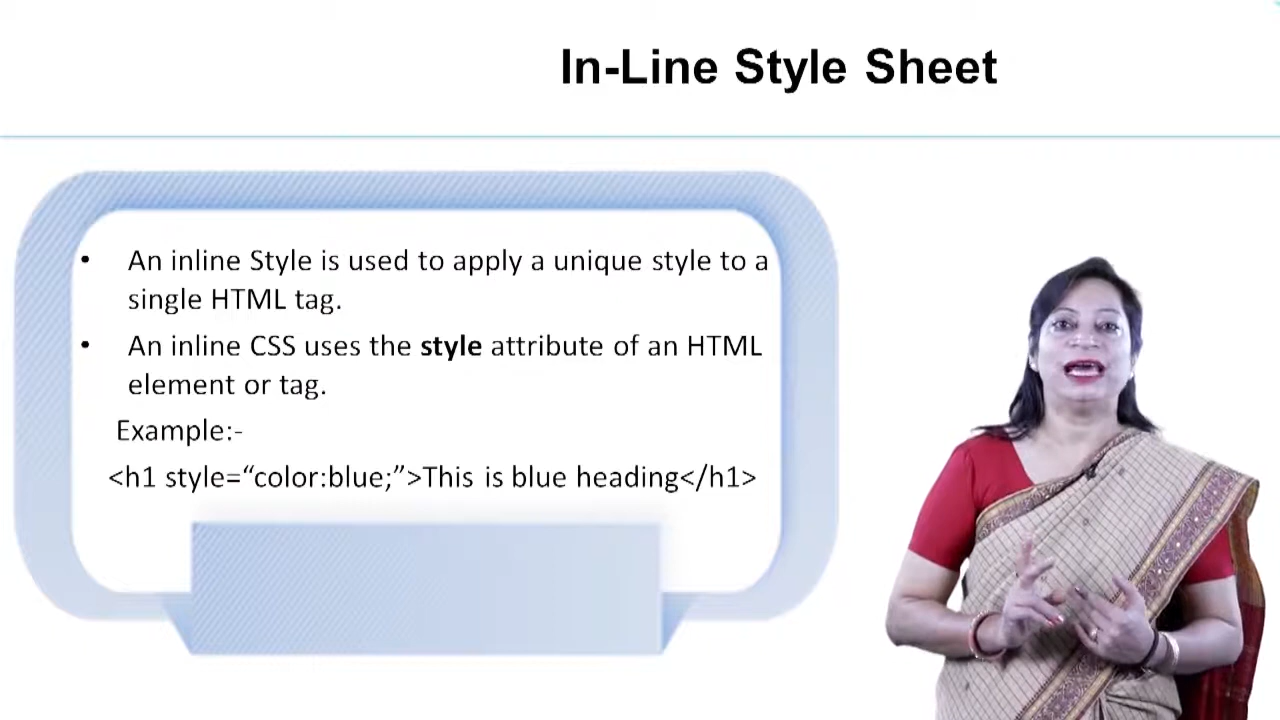 In-Line Style Sheet
• An inline Style is used to apply a unique style to a
single HTML tag.
• An inline CSS uses the style attribute of an HTML
element or tag.
Example:-
<h1 style=“color:blue;”>This is blue heading</h1>